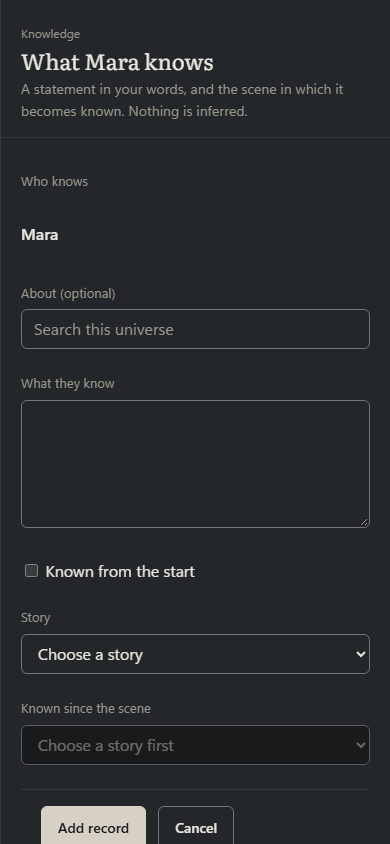 Knowledge
What Mara knows
A statement in your words, and the scene in which it
becomes known. Nothing is inferred.
Who knows
Mara
About (optional)
Search this universe
What they know
Known from the start
Story
Choose a story
Known since the scene
Choose a story first
Add record
Cancel